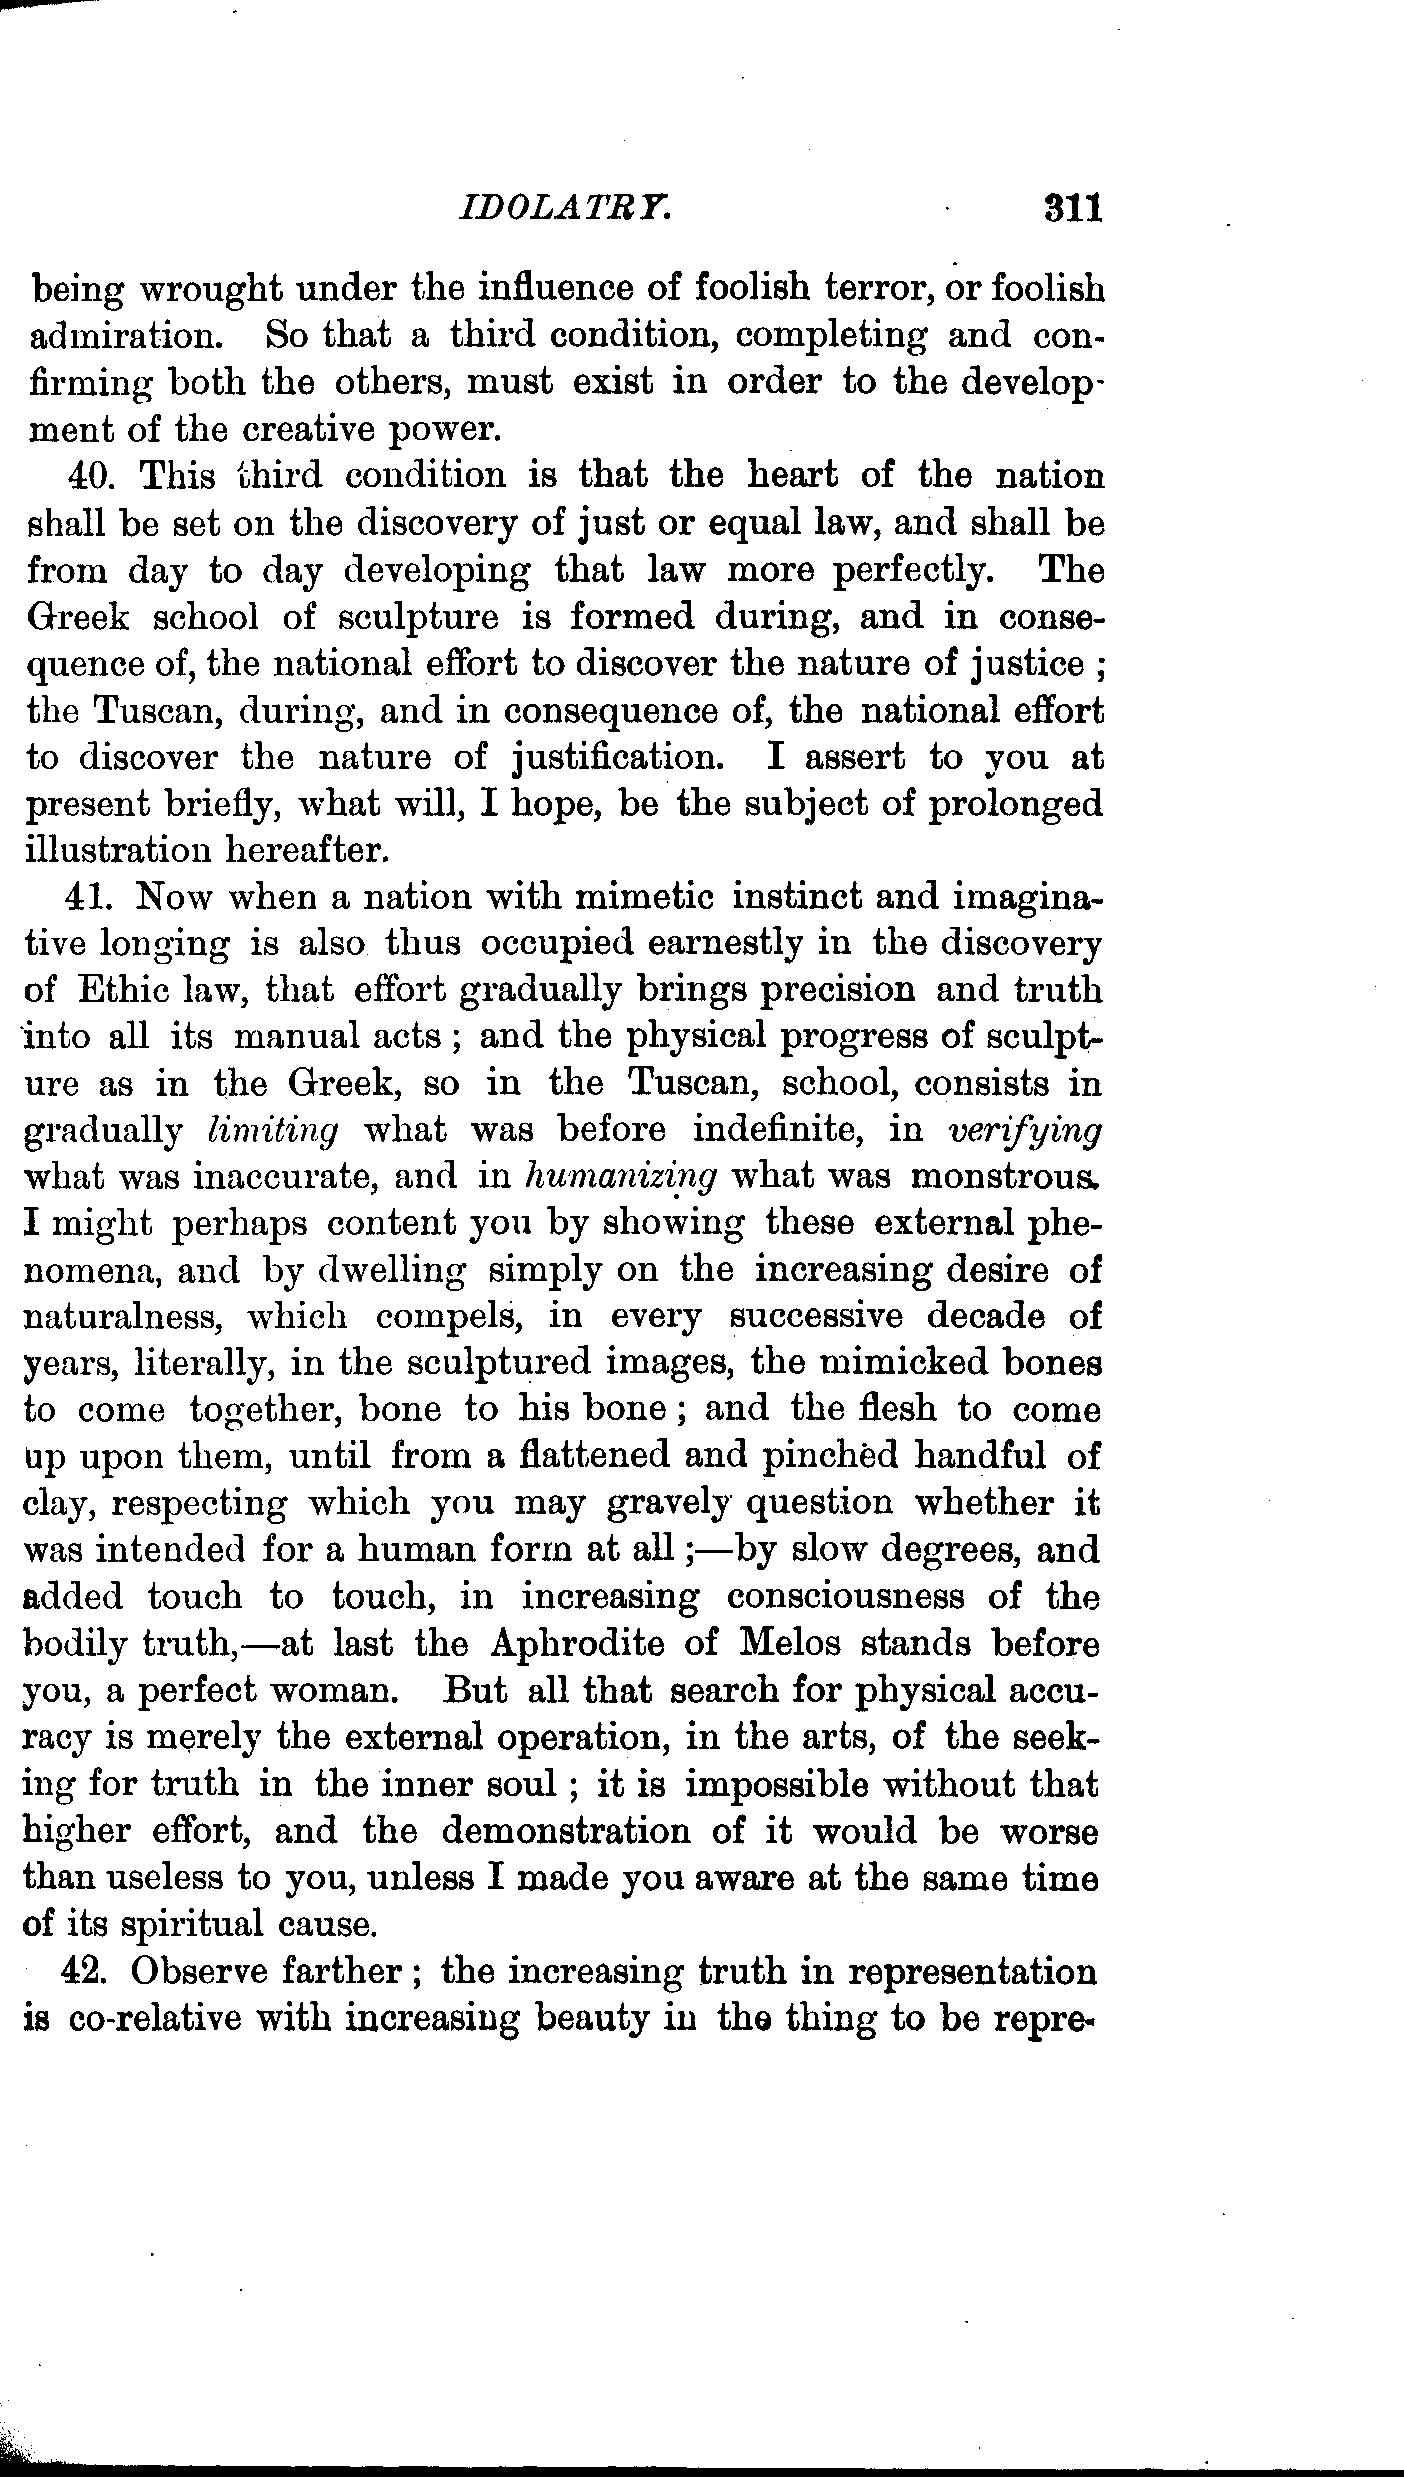 IDOLATRY. 311
being wrought under the influence of foolish terror, or foolish
admiration. So that a third condition, completing and con-
firming both the others, must exist in order to the develop-
ment of the creative power.
40. This third condition is that the heart of the nation
shall be set on the discovery of just or equal law, and shall be
from day to day developing that law more perfectly. The
Greek school of sculpture is formed during, and in conse-
quence of, the national effort to discover the nature of justice ;
the Tuscan, during, and in consequence of, the national effort
to discover the nature of justification. I assert to you at
present briefly, what will, I hope, be the subject of prolonged
illustration hereafter.
41. Now when a nation with mimetic instinct and imagina-
tive longing is also thus occupied earnestly in the discovery
of Ethic law, that effort gradually brings precision and truth
into all its manual acts ; and the physical progress of sculpt-
ure as in the Greek, so in the Tuscan, school, consists in
gradually limiting what was before indefinite, in verifying
what was inaccurate, and in humanizing what was monstrous.
I might perhaps content you by showing these external phe-
nomena, and by dwelling simply on the increasing desire of
naturalness, which compels, in every successive decade of
years, literally, in the sculptured images, the mimicked bones
to come together, bone to his bone ; and the flesh to come
up upon them, until from a flattened and pinched handful of
clay, respecting which you may gravely question whether it
was intended for a human form at all ;—by slow degrees, and
added touch to touch, in increasing consciousness of the
bodily truth,—at last the Aphrodite of Melos stands before
you, a perfect woman. But all that search for physical accu-
racy is merely the external operation, in the arts, of the seek-
ing for truth in the inner soul ; it is impossible without that
higher effort, and the demonstration of it would be worse
than useless to you, unless I made you aware at the same time
of its spiritual cause.
42. Observe farther ; the increasing truth in representation
is co-relative with increasing beauty in the thing to be repre-